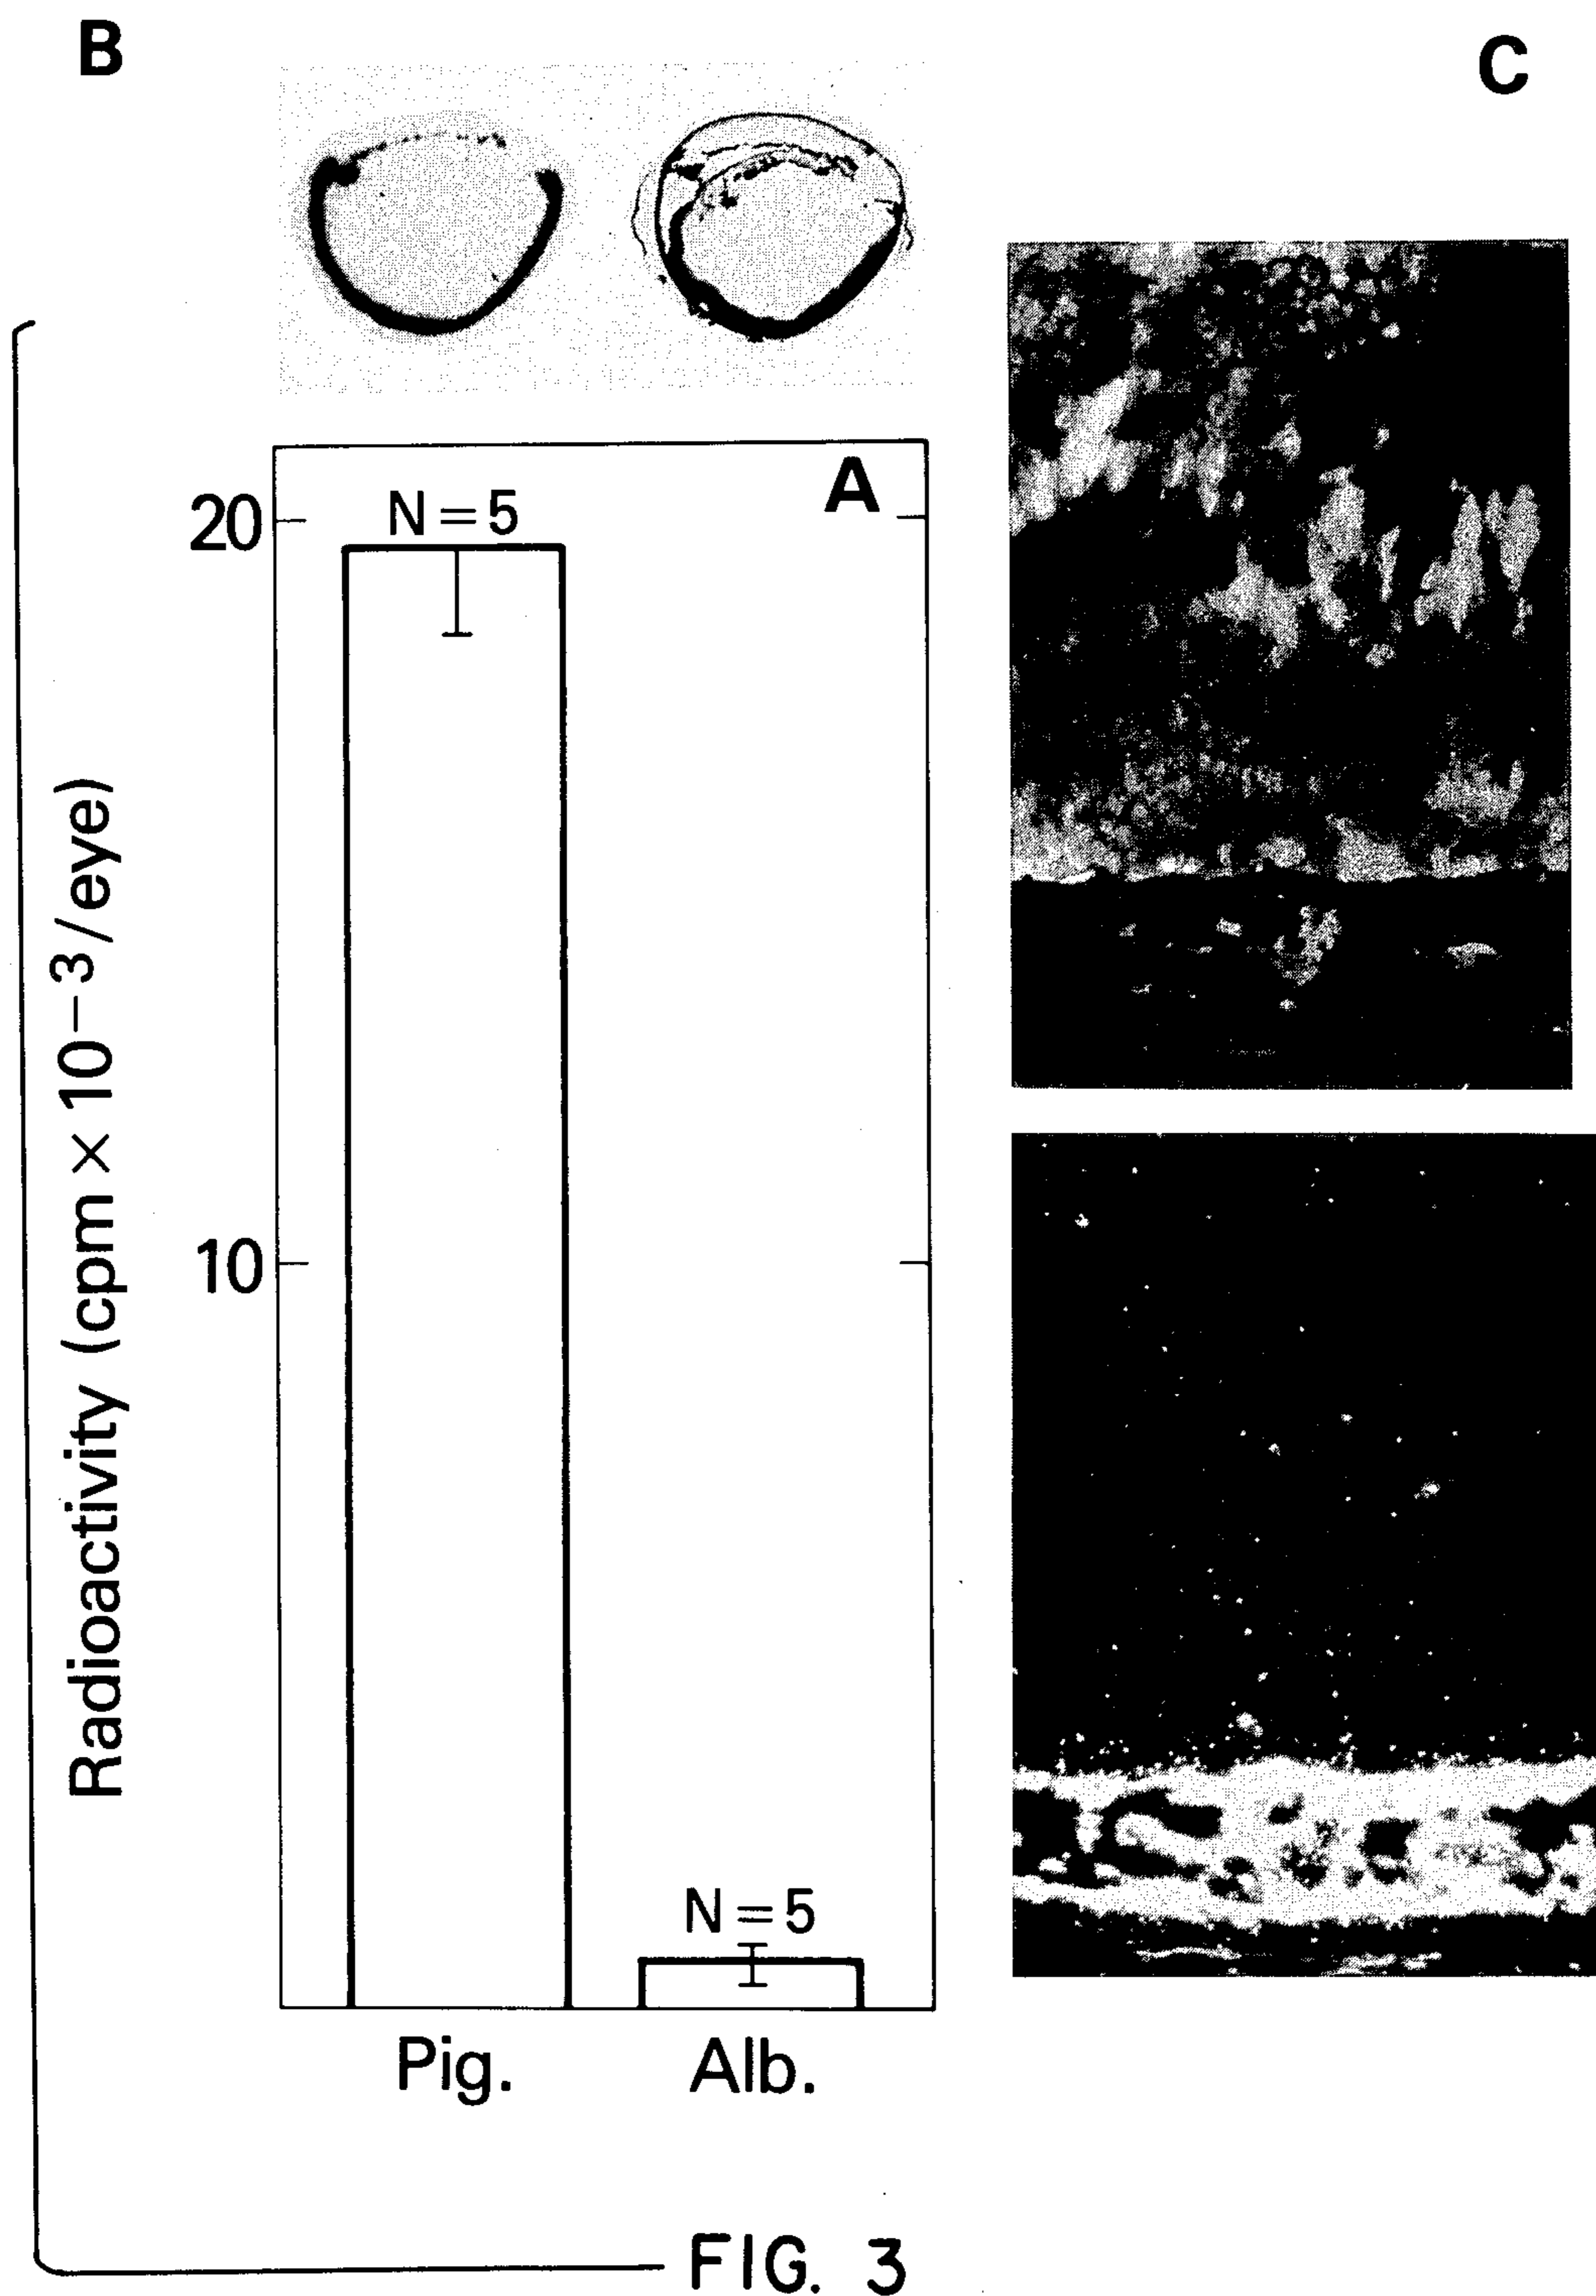 B
C
A
20
N = 5
10
N = 5
Pig.
Alb.
Radioactivity (cpm × 10⁻³/eye)
FIG. 3